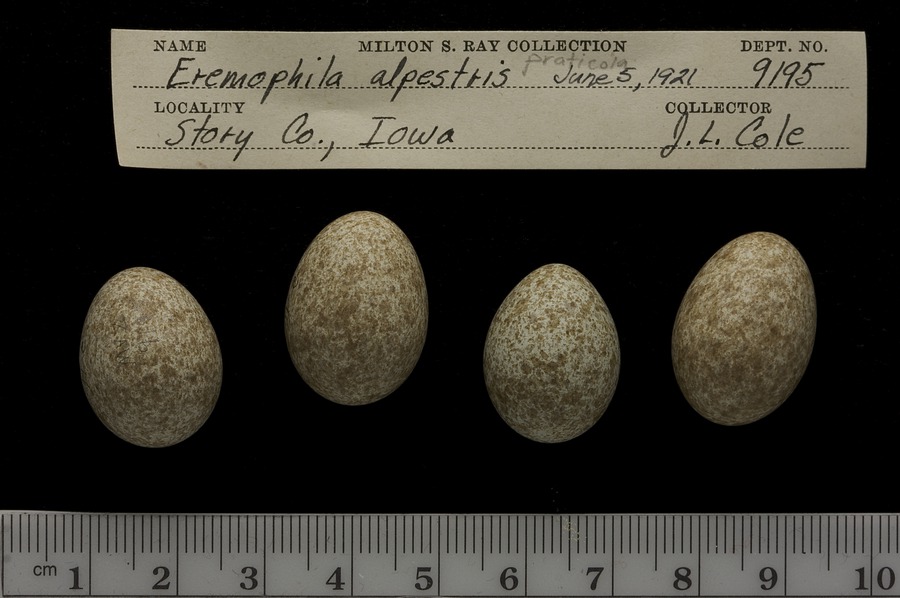 NAME MILTON S. RAY COLLECTION DEPT. NO.
praticola
Eremophila alpestris June 5, 1921 9195
LOCALITY COLLECTOR
Story Co., Iowa J. L. Cole
cm 1 2 3 4 5 6 7 8 9 10